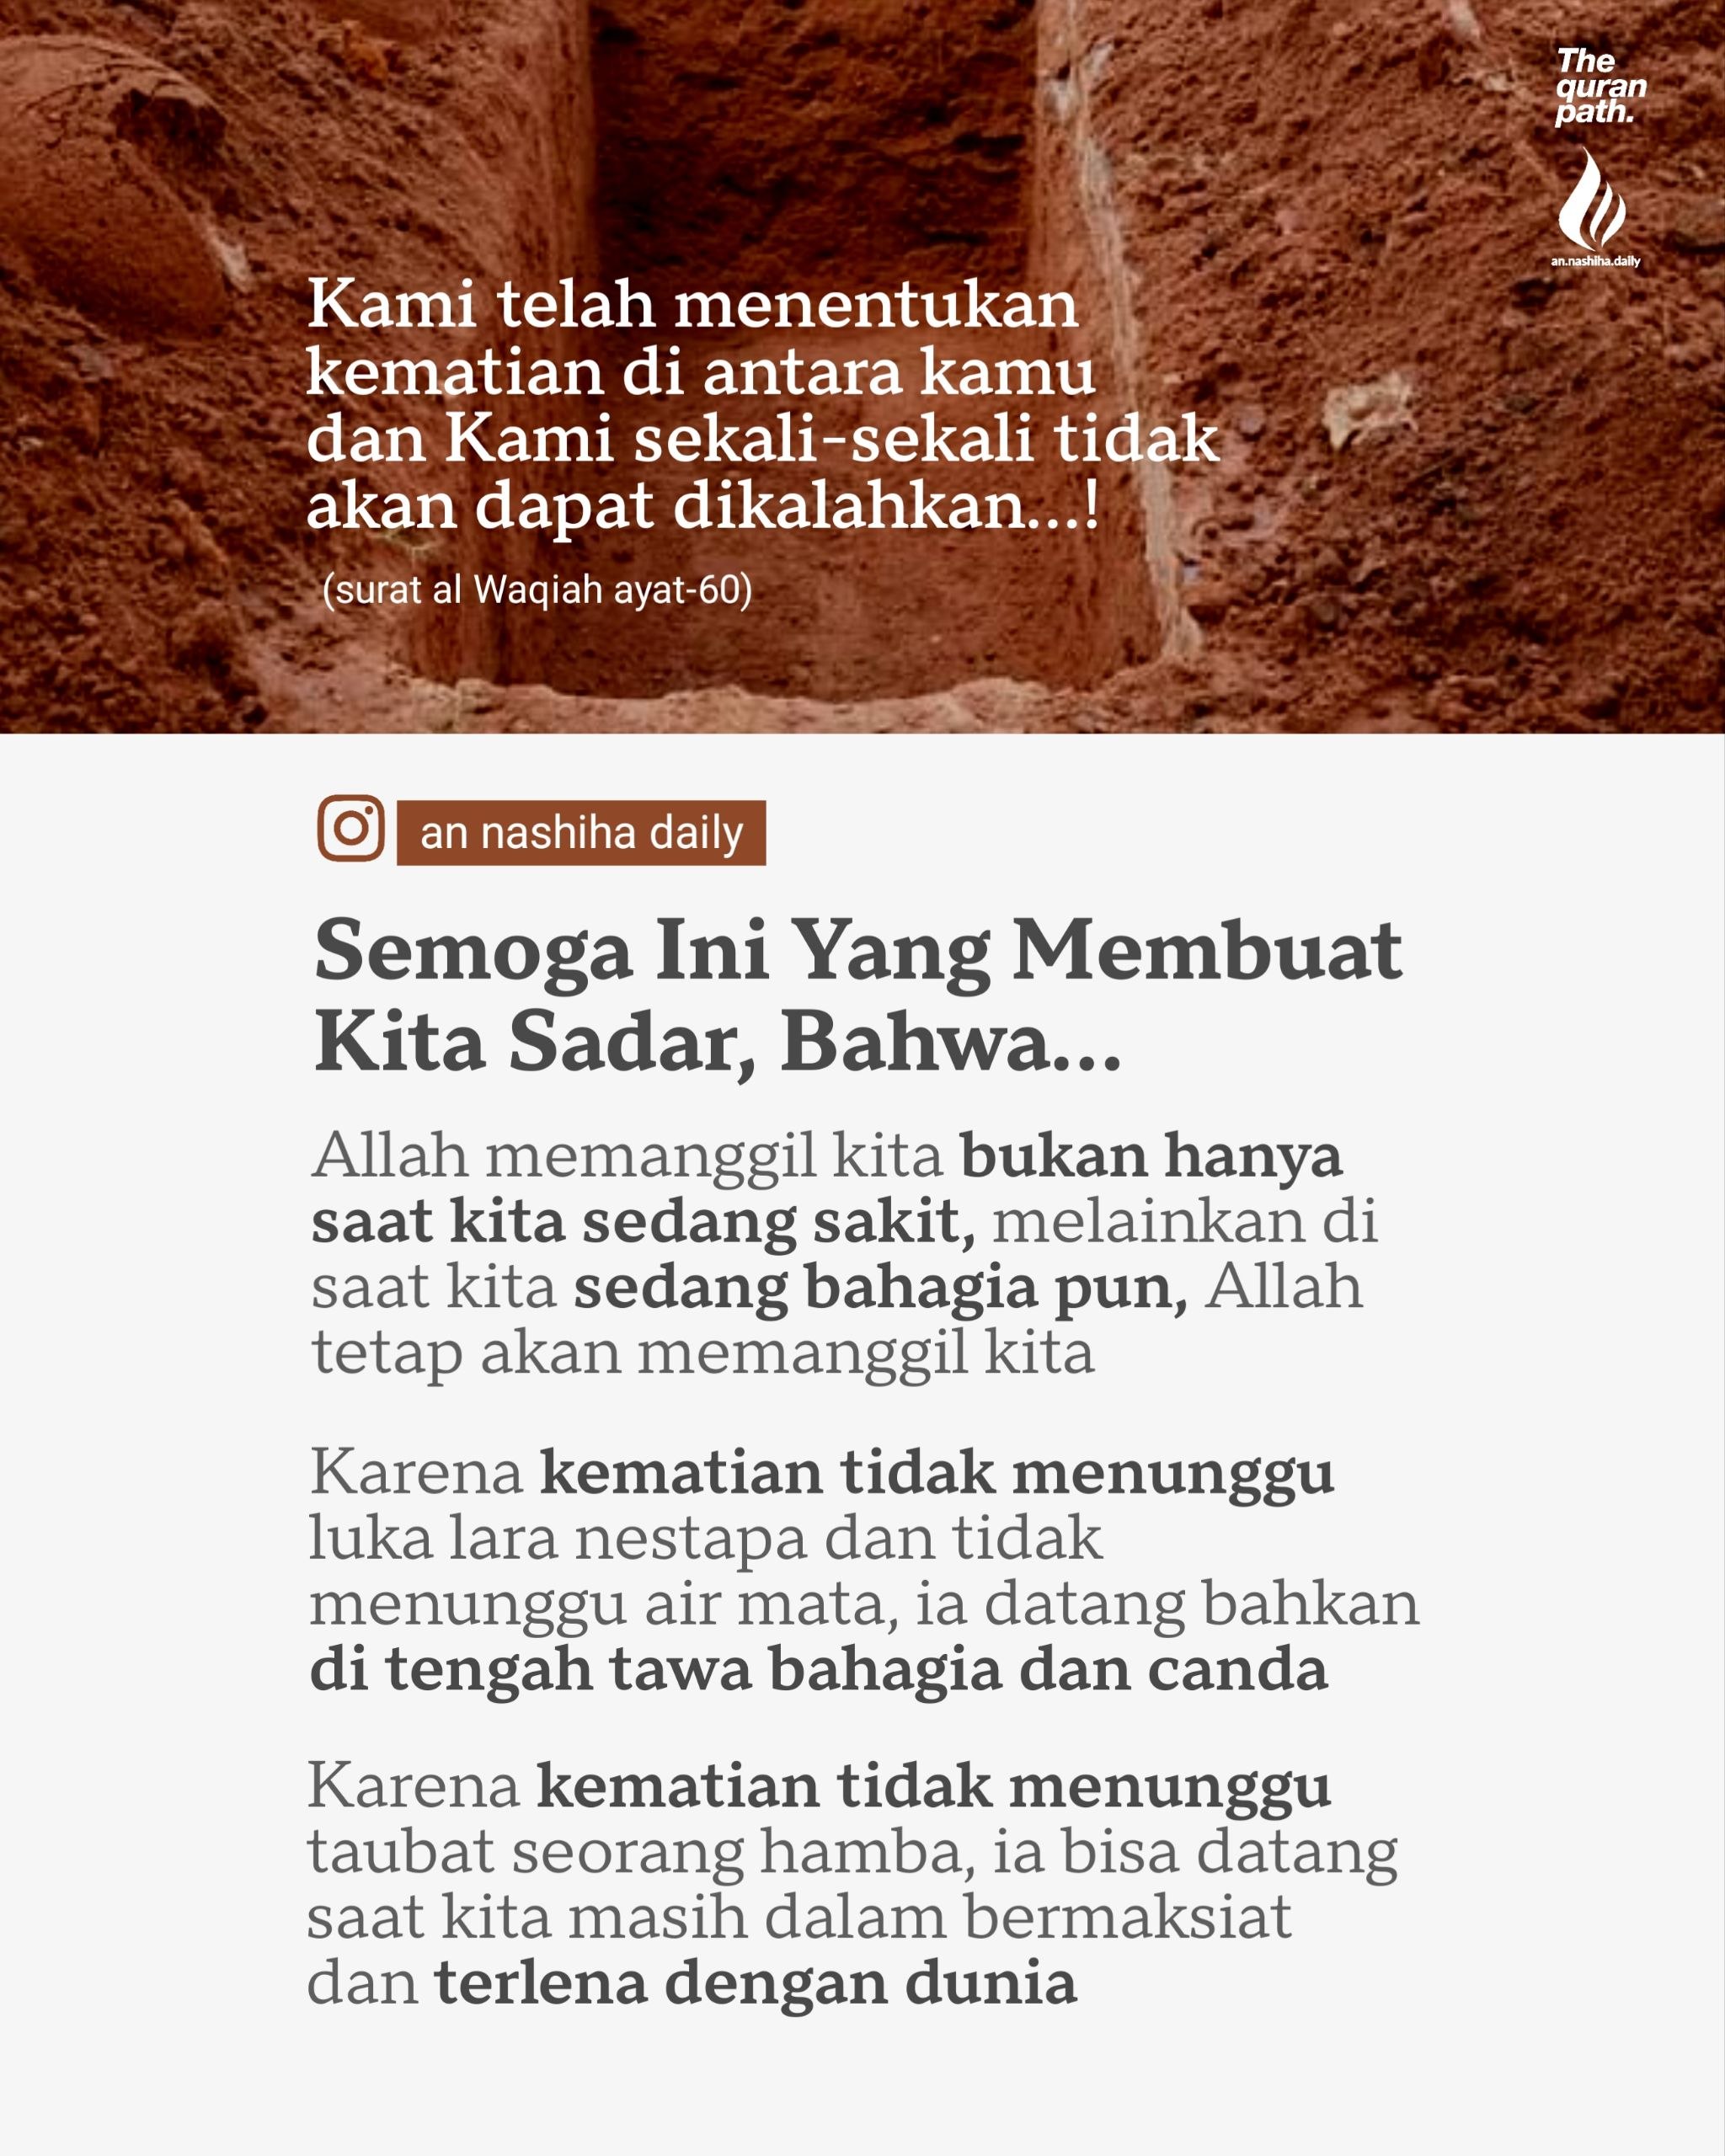 The
quran
path.
an.nashiha.daily
Kami telah menentukan
kematian di antara kamu
dan Kami sekali-sekali tidak
akan dapat dikalahkan...!
(surat al Waqiah ayat-60)
an nashiha daily
Semoga Ini Yang Membuat
Kita Sadar, Bahwa...
Allah memanggil kita bukan hanya
saat kita sedang sakit, melainkan di
saat kita sedang bahagia pun, Allah
tetap akan memanggil kita
Karena kematian tidak menunggu
luka lara nestapa dan tidak
menunggu air mata, ia datang bahkan
di tengah tawa bahagia dan canda
Karena kematian tidak menunggu
taubat seorang hamba, ia bisa datang
saat kita masih dalam bermaksiat
dan terlena dengan dunia